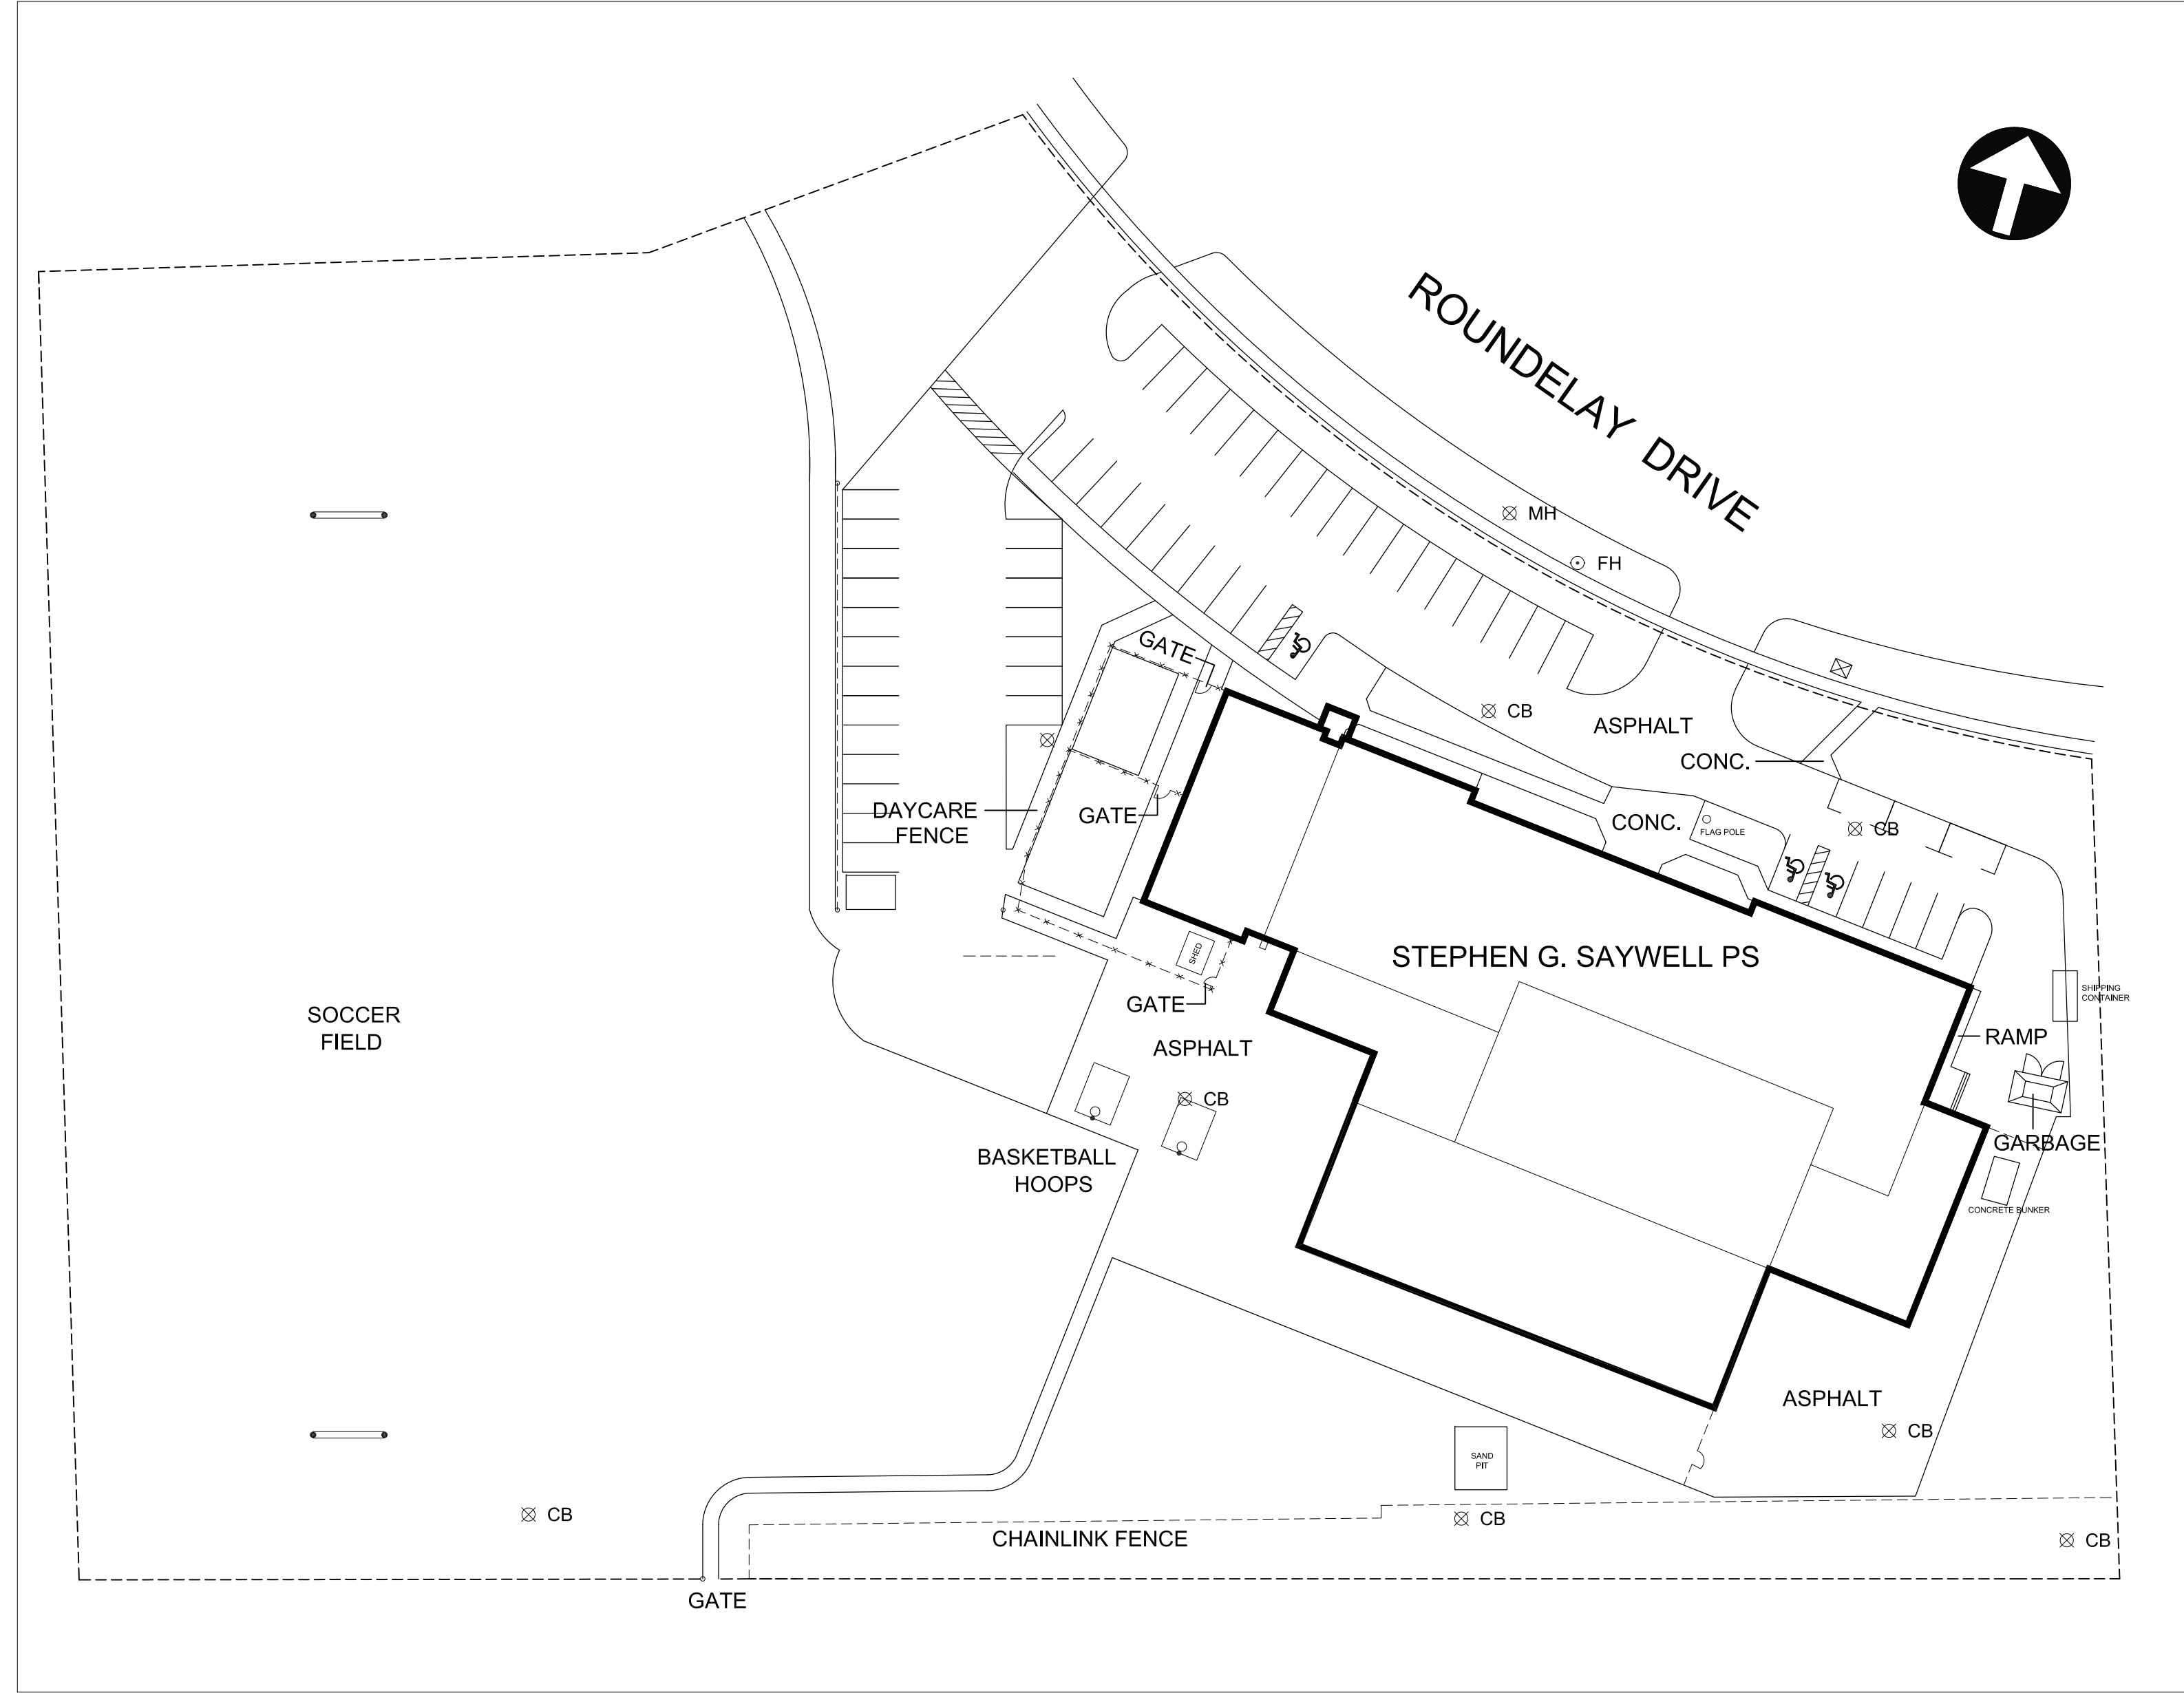 ROUNDELAY DRIVE
MH
FH
GATE
CB
ASPHALT
CONC.
DAYCARE
FENCE
GATE
CONC.
FLAG POLE
CB
SHED
STEPHEN G. SAYWELL PS
SHIPPING
CONTAINER
GATE
SOCCER
FIELD
RAMP
ASPHALT
CB
GARBAGE
BASKETBALL
HOOPS
CONCRETE BUNKER
ASPHALT
CB
SAND
PIT
CB
CB
CHAINLINK FENCE
CB
GATE